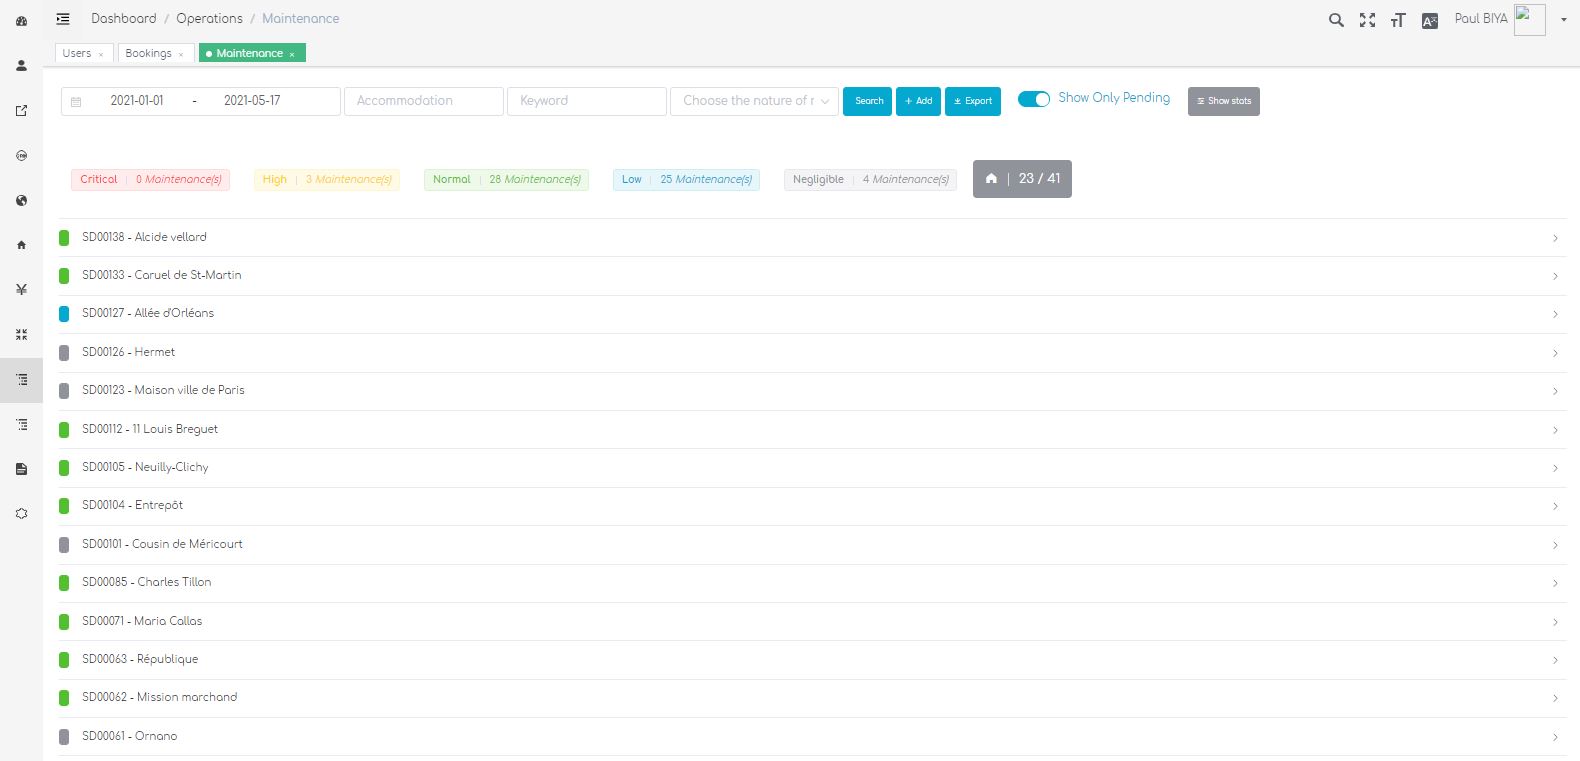 Dashboard / Operations / Maintenance
Paul BIYA
Users × Bookings × Maintenance ×
2021-01-01 - 2021-05-17 Accommodation Keyword Choose the nature of r Search + Add Export Show Only Pending Show stats
Critical | 0 Maintenance(s) High | 3 Maintenance(s) Normal | 28 Maintenance(s) Low | 25 Maintenance(s) Negligible | 4 Maintenance(s) | 23 / 41
SD00138 - Alcide vellard
SD00133 - Caruel de St-Martin
SD00127 - Allée d'Orléans
SD00126 - Hermet
SD00123 - Maison ville de Paris
SD00112 - 11 Louis Breguet
SD00105 - Neuilly-Clichy
SD00104 - Entrepôt
SD00101 - Cousin de Méricourt
SD00085 - Charles Tillon
SD00071 - Maria Callas
SD00063 - République
SD00062 - Mission marchand
SD00061 - Ornano